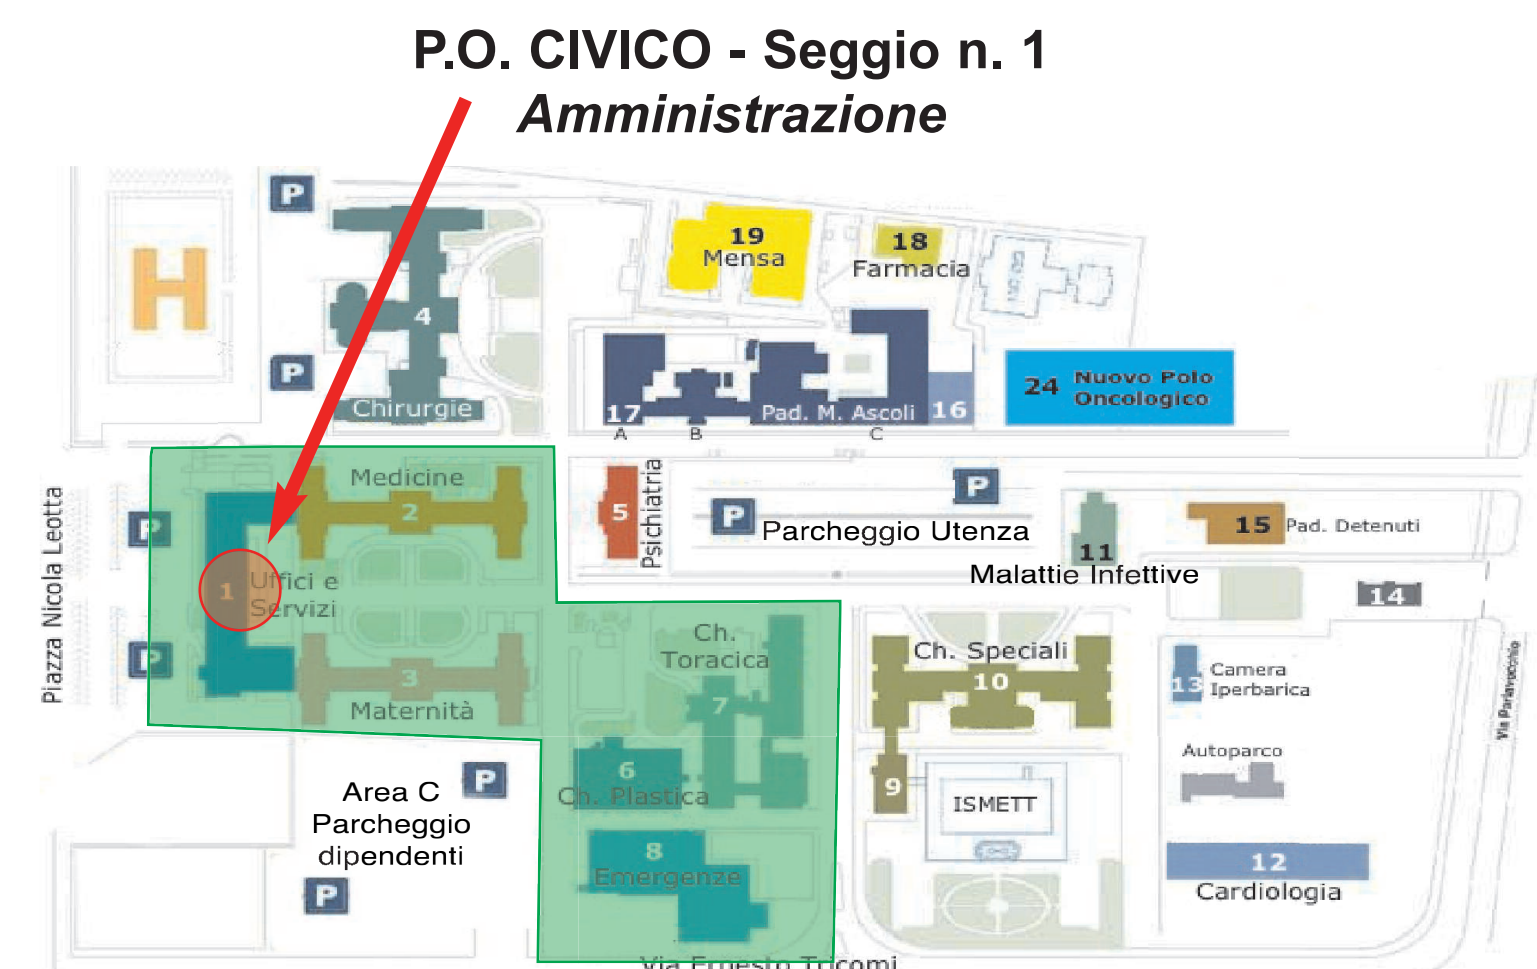 P.O. CIVICO - Seggio n. 1
Amministrazione
P
H
4
P
Chirurgie
19
Mensa
18
Farmacia
17
Pad. M. Ascoli
16
A
B
C
24 Nuovo Polo
Oncologico
Piazza Nicola Leotta
P
P
Medicine
2
1
Uffici e
Servizi
3
Maternità
5
Psichiatria
P
Parcheggio Utenza
P
11
Malattie Infettive
15
Pad. Detenuti
14
Ch.
Toracica
7
6
Ch. Plastica
8
Emergenze
Ch. Speciali
10
9
ISMETT
13
Camera
Iperbarica
Autoparco
12
Cardiologia
Area C
Parcheggio
dipendenti
P
P
Via Ernesto Tricomi